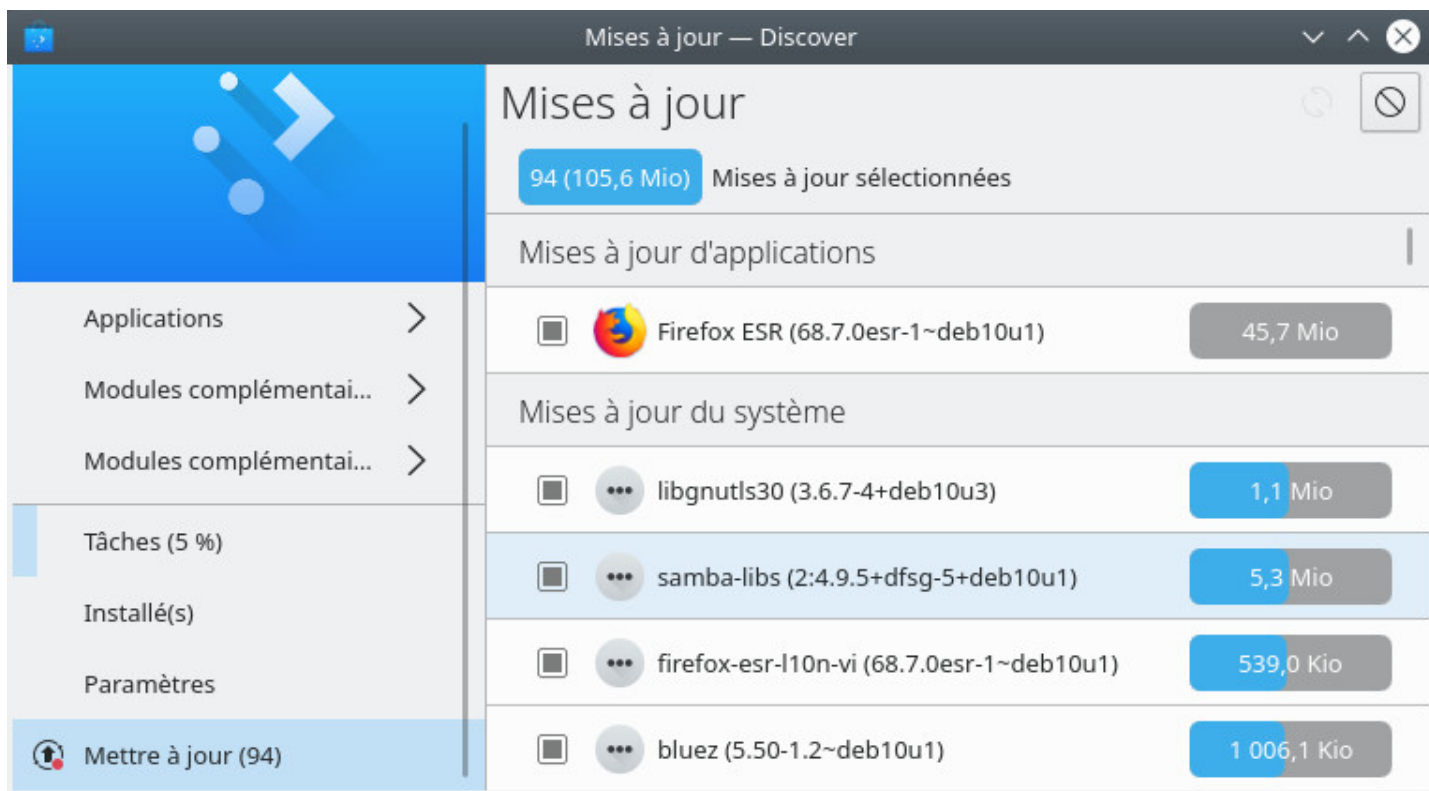 Mises à jour — Discover
Mises à jour
94 (105,6 Mio) Mises à jour sélectionnées
Mises à jour d'applications
Firefox ESR (68.7.0esr-1~deb10u1) 45,7 Mio
Mises à jour du système
libgnutls30 (3.6.7-4+deb10u3) 1,1 Mio
samba-libs (2:4.9.5+dfsg-5+deb10u1) 5,3 Mio
firefox-esr-l10n-vi (68.7.0esr-1~deb10u1) 539,0 Kio
bluez (5.50-1.2~deb10u1) 1 006,1 Kio
Applications
Modules complémentai...
Modules complémentai...
Tâches (5 %)
Installé(s)
Paramètres
Mettre à jour (94)